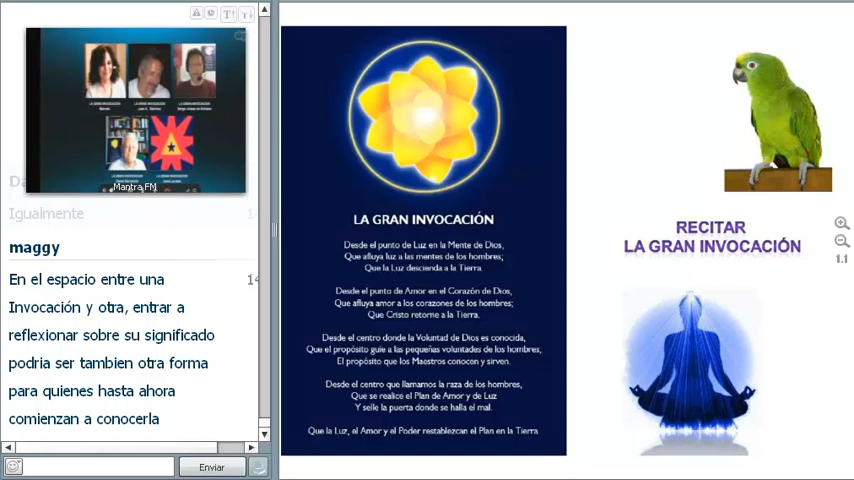 Mantra FM
Igualmente
maggy
En el espacio entre una
Invocación y otra, entrar a
reflexionar sobre su significado
podria ser tambien otra forma
para quienes hasta ahora
comienzan a conocerla
Enviar
LA GRAN INVOCACIÓN
Desde el punto de Luz en la Mente de Dios,
Que afluya luz a las mentes de los hombres;
Que la Luz descienda a la Tierra.
Desde el punto de Amor en el Corazón de Dios,
Que afluya amor a los corazones de los hombres;
Que Cristo retorne a la Tierra.
Desde el centro donde la Voluntad de Dios es conocida,
Que el propósito guíe a las pequeñas voluntades de los hombres,
El propósito que los Maestros conocen y sirven.
Desde el centro que llamamos la raza de los hombres,
Que se realice el Plan de Amor y de Luz
Y selle la puerta donde se halla el mal.
Que la Luz, el Amor y el Poder restablezcan el Plan en la Tierra.
RECITAR
LA GRAN INVOCACIÓN
1.1